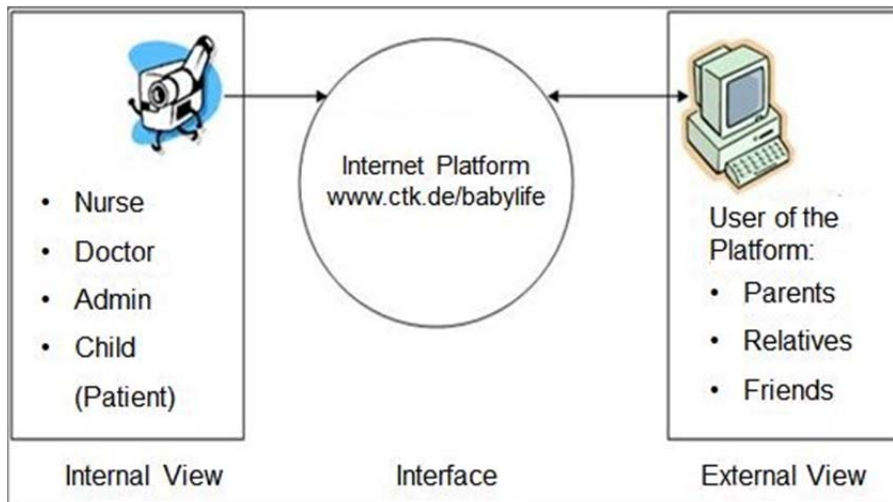 • Nurse
• Doctor
• Admin
• Child
(Patient)
Internal View
Internet Platform
www.ctk.de/babylife
Interface
User of the
Platform:
• Parents
• Relatives
• Friends
External View